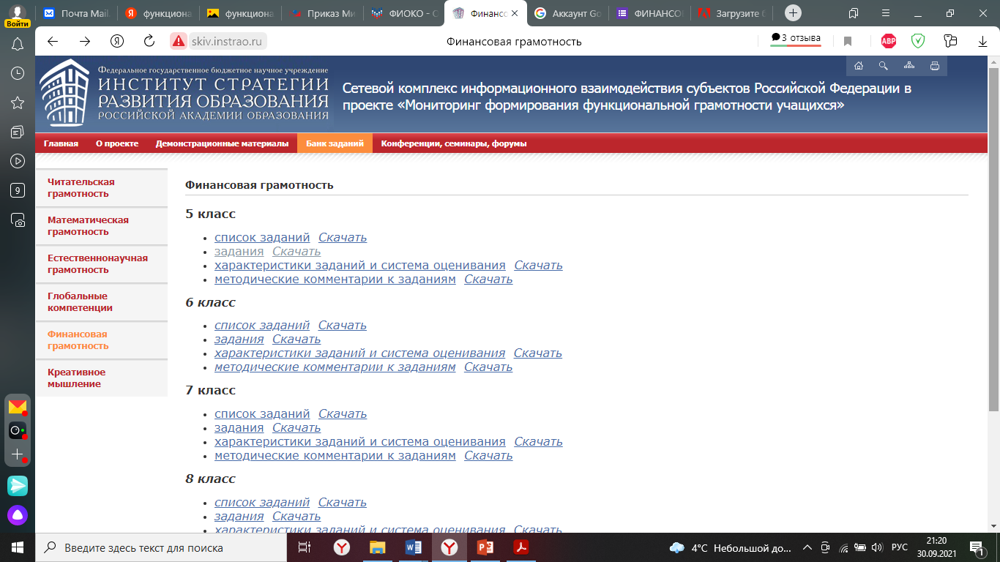 Почта Mail.
функциона
функциона
Приказ Ми
ФИОКО - О
Финансо
Аккаунт Go
ФИНАНСО
Загрузите б
Войти
skiv.instrao.ru
Финансовая грамотность
3 отзыва
ABP
Федеральное государственное бюджетное научное учреждение
ИНСТИТУТ СТРАТЕГИИ
РАЗВИТИЯ ОБРАЗОВАНИЯ
РОССИЙСКОЙ АКАДЕМИИ ОБРАЗОВАНИЯ
Сетевой комплекс информационного взаимодействия субъектов Российской Федерации в
проекте «Мониторинг формирования функциональной грамотности учащихся»
Главная О проекте Демонстрационные материалы Банк заданий Конференции, семинары, форумы
9
Читательская
грамотность
Математическая
грамотность
Естественнонаучная
грамотность
Глобальные
компетенции
Финансовая
грамотность
Креативное
мышление
Финансовая грамотность
5 класс
список заданий Скачать
задания Скачать
характеристики заданий и система оценивания Скачать
методические комментарии к заданиям Скачать
6 класс
список заданий Скачать
задания Скачать
характеристики заданий и система оценивания Скачать
методические комментарии к заданиям Скачать
7 класс
список заданий Скачать
задания Скачать
характеристики заданий и система оценивания Скачать
методические комментарии к заданиям Скачать
8 класс
список заданий Скачать
задания Скачать
характеристики заданий и система оценивания Скачать
Введите здесь текст для поиска
4°C Небольшой до...
РУС
21:20
30.09.2021
1